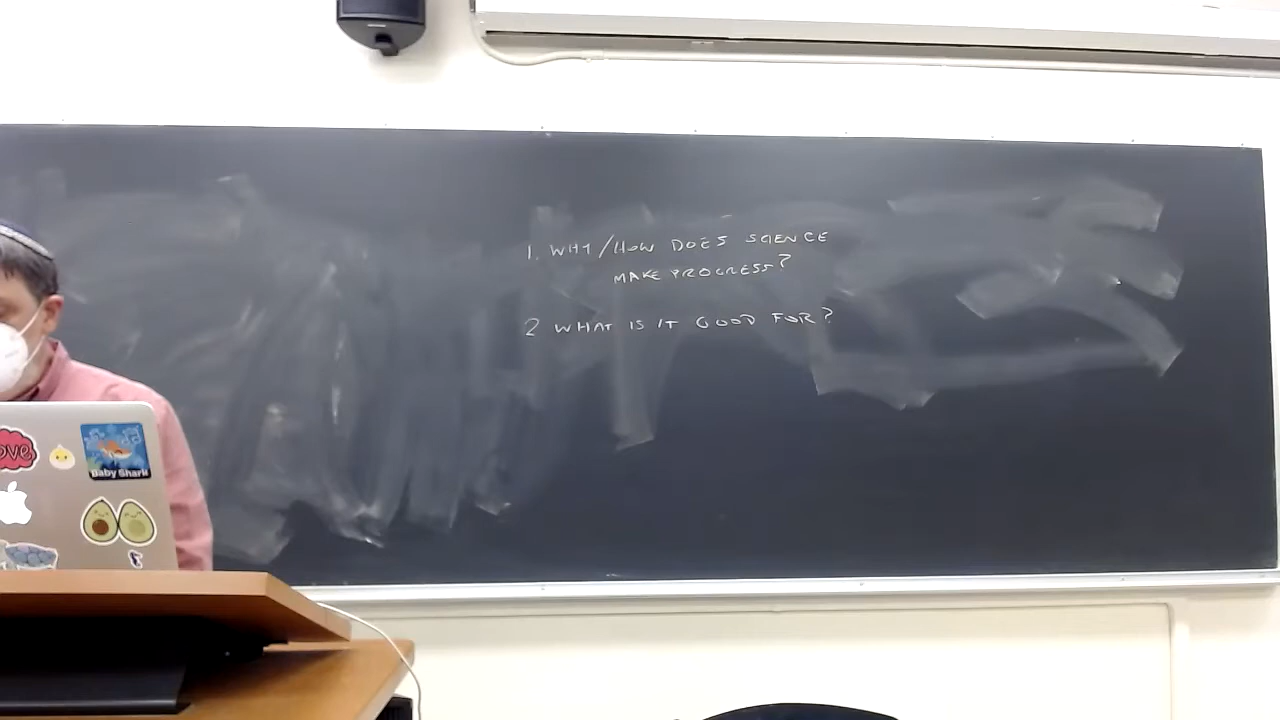 1. WHY/HOW DOES SCIENCE
MAKE PROGRESS?
2 WHAT IS IT GOOD FOR?
ove
Baby Shark